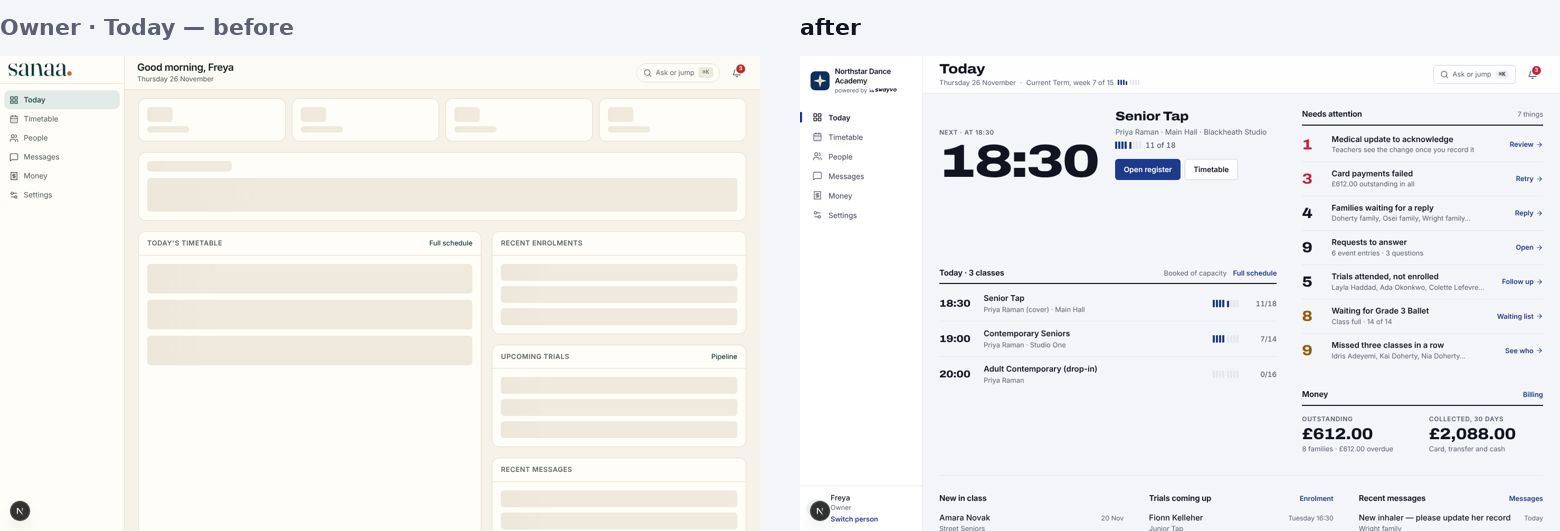 Owner · Today — before
sanaa.
Today
Timetable
People
Messages
Money
Settings
N
Good morning, Freya
Thursday 26 November
Ask or jump ⌘K
3
TODAY'S TIMETABLE Full schedule
RECENT ENROLMENTS
UPCOMING TRIALS Pipeline
RECENT MESSAGES
after
Northstar Dance
Academy
powered by swayvo
Today
Timetable
People
Messages
Money
Settings
N
Freya
Owner
Switch person
Today
Thursday 26 November · Current Term, week 7 of 15
Ask or jump ⌘K
3
NEXT · AT 18:30
18:30
Senior Tap
Priya Raman · Main Hall · Blackheath Studio
11 of 18
Open register Timetable
Today · 3 classes Booked of capacity Full schedule
18:30 Senior Tap 11/18
Priya Raman (cover) · Main Hall
19:00 Contemporary Seniors 7/14
Priya Raman · Studio One
20:00 Adult Contemporary (drop-in) 0/16
Priya Raman
Needs attention 7 things
1 Medical update to acknowledge Review →
Teachers see the change once you record it
3 Card payments failed Retry →
£612.00 outstanding in all
4 Families waiting for a reply Reply →
Doherty family, Osei family, Wright family...
9 Requests to answer Open →
6 event entries · 3 questions
5 Trials attended, not enrolled Follow up →
Layla Haddad, Ada Okonkwo, Colette Lefevre...
8 Waiting for Grade 3 Ballet Waiting list →
Class full · 14 of 14
9 Missed three classes in a row See who →
Idris Adeyemi, Kai Doherty, Nia Doherty...
Money Billing
OUTSTANDING COLLECTED, 30 DAYS
£612.00 £2,088.00
8 families · £612.00 overdue Card, transfer and cash
New in class
Amara Novak 20 Nov
Street Seniors
Trials coming up Enrolment
Fionn Kelleher Tuesday 16:30
Junior Tap
Recent messages Messages
New inhaler — please update her record Today
Wright family